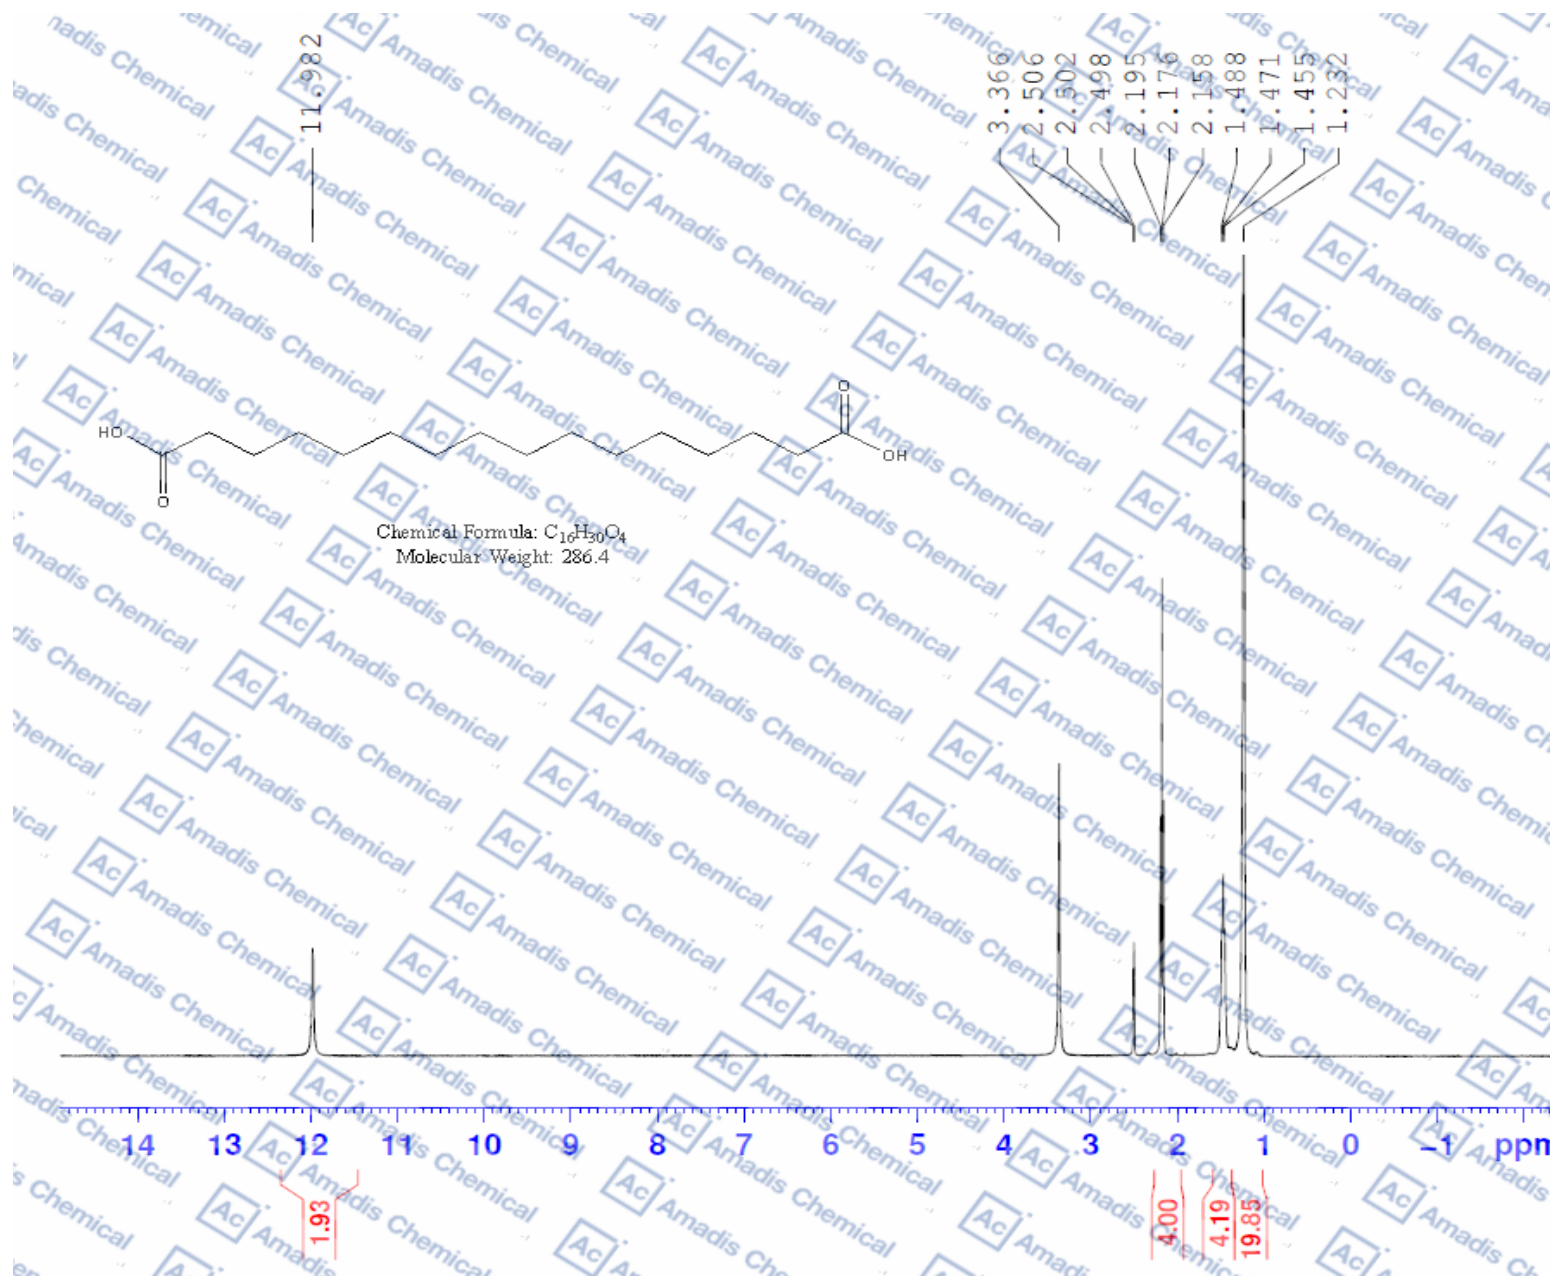 11.982
3.366
2.506
2.502
2.498
2.195
2.176
2.158
1.488
1.471
1.455
1.232
O
HO
OH
O
Chemical Formula: C₁₆H₃₀O₄
Molecular Weight: 286.4
14 13 12 11 10 9 8 7 6 5 4 3 2 1 0 −1 ppm
1.93
4.00
4.19
19.85
Ac Amadis Chemical